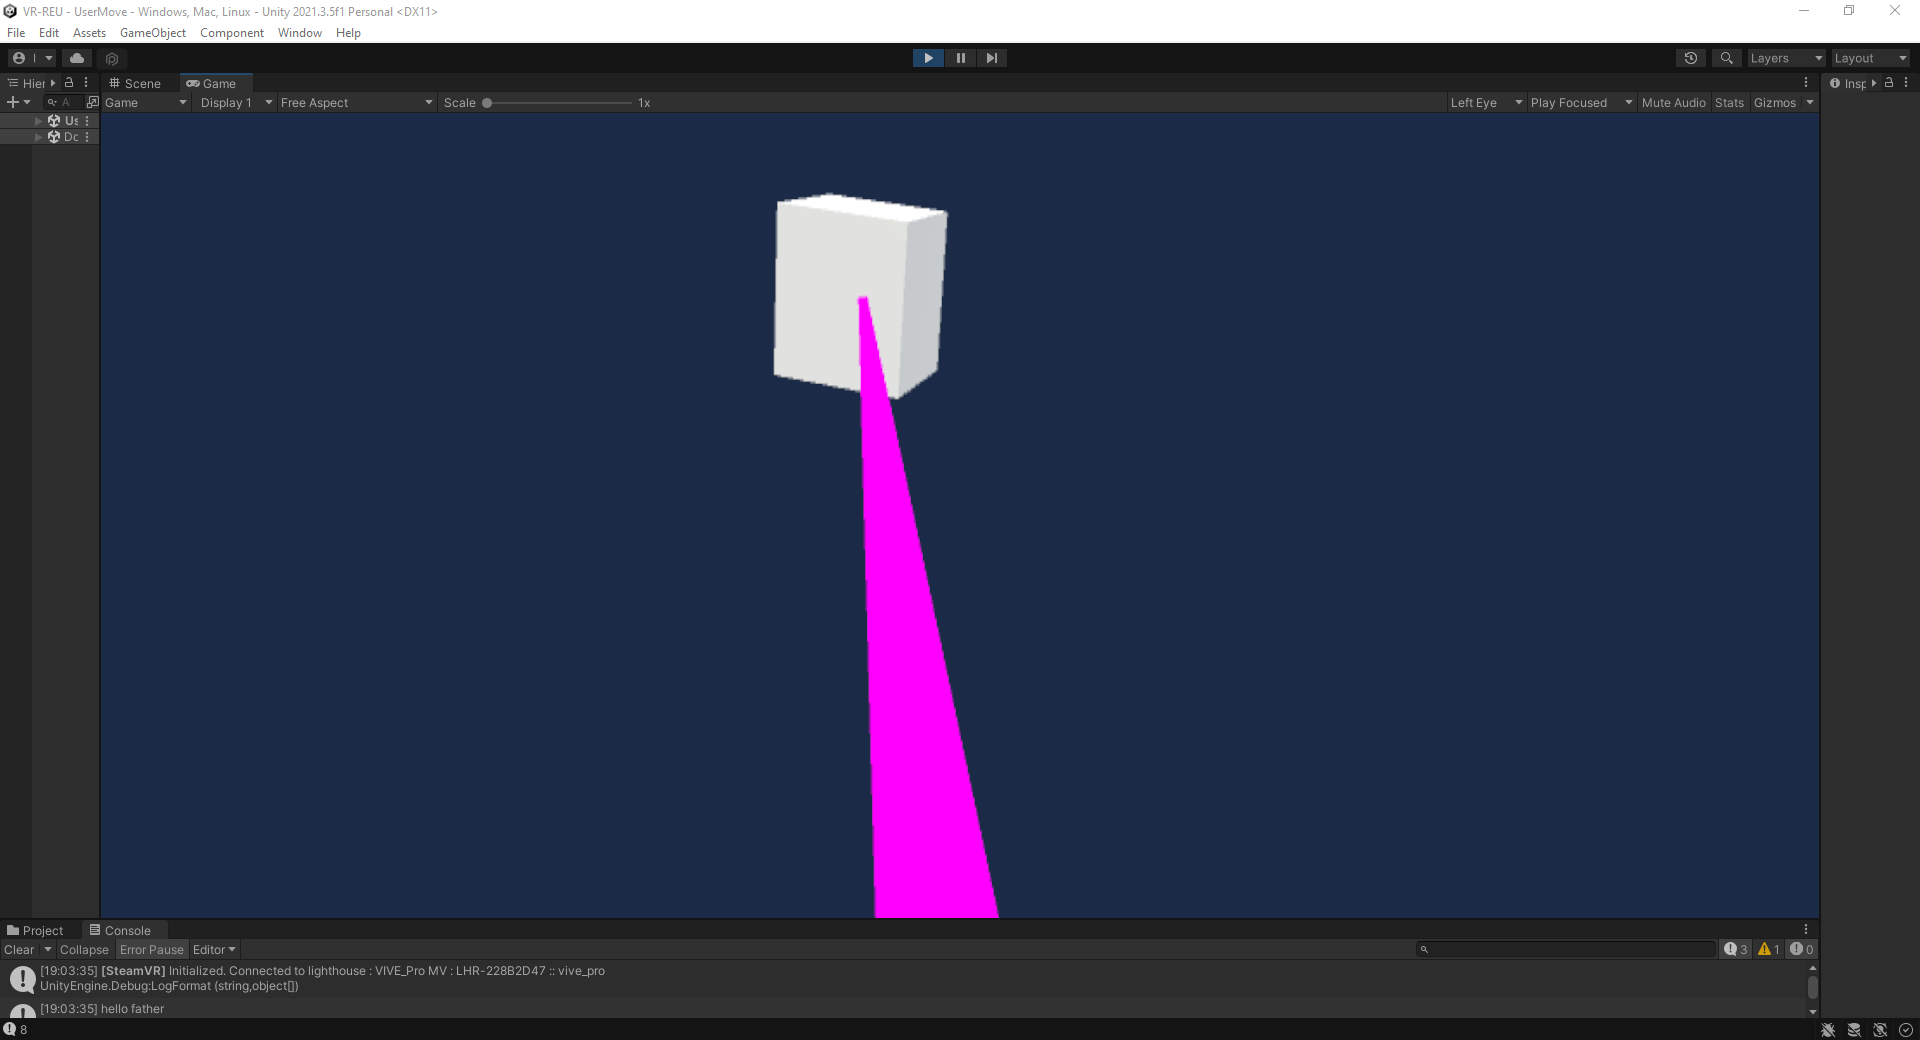 VR-REU - UserMove - Windows, Mac, Linux - Unity 2021.3.5f1 Personal <DX11>
File Edit Assets GameObject Component Window Help
I Layers Layout
Hier Scene Game Insp
A Game Display 1 Free Aspect Scale 1x Left Eye Play Focused Mute Audio Stats Gizmos
Us
Dc
Project Console
Clear Collapse Error Pause Editor 3 1 0
[19:03:35] [SteamVR] Initialized. Connected to lighthouse : VIVE_Pro MV : LHR-228B2D47 :: vive_pro
UnityEngine.Debug:LogFormat (string,object[])
[19:03:35] hello father
8